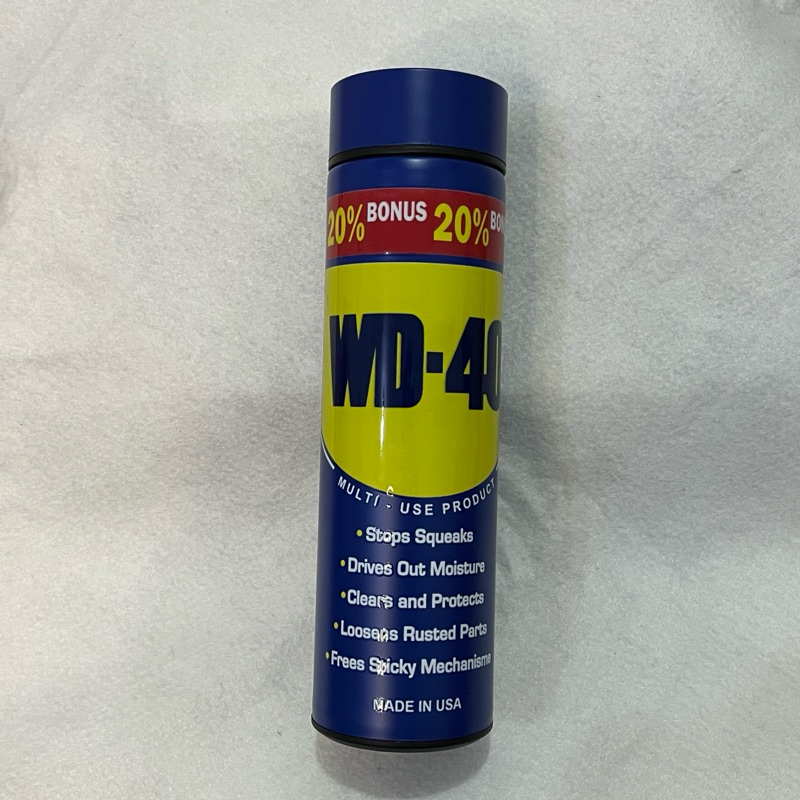 20% BONUS 20% BON
WD-40
MULTI-USE PRODUCT
• Stops Squeaks
• Drives Out Moisture
• Clears and Protects
• Loosens Rusted Parts
• Frees Sticky Mechanisms
MADE IN USA